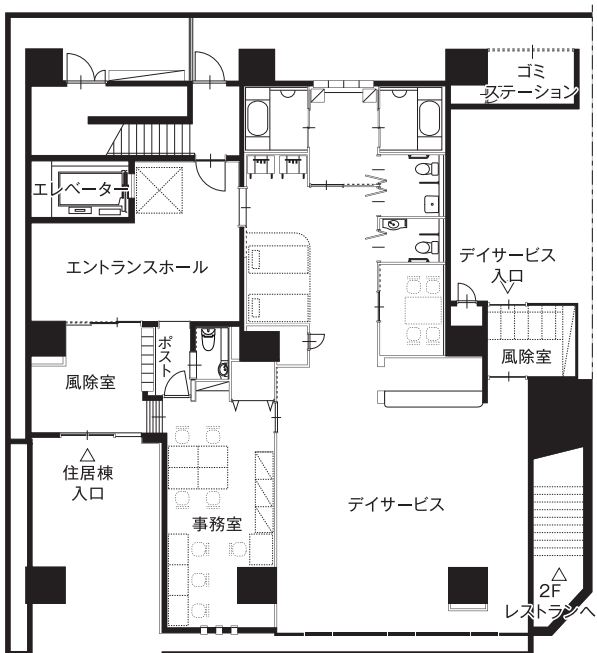 ゴミ
ステーション
エレベーター
エントランスホール
デイサービス
入口
ポスト
風除室
風除室
住居棟
入口
デイサービス
事務室
2F
レストランへ